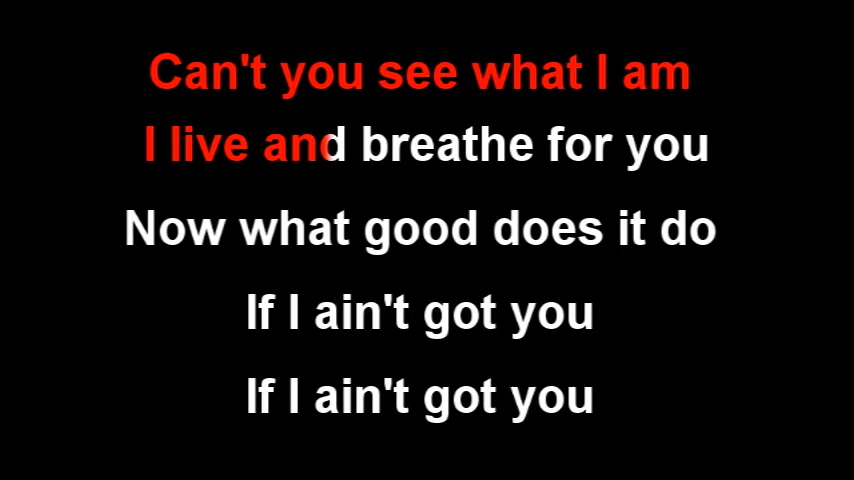 Can't you see what I am
I live and breathe for you
Now what good does it do
If I ain't got you
If I ain't got you